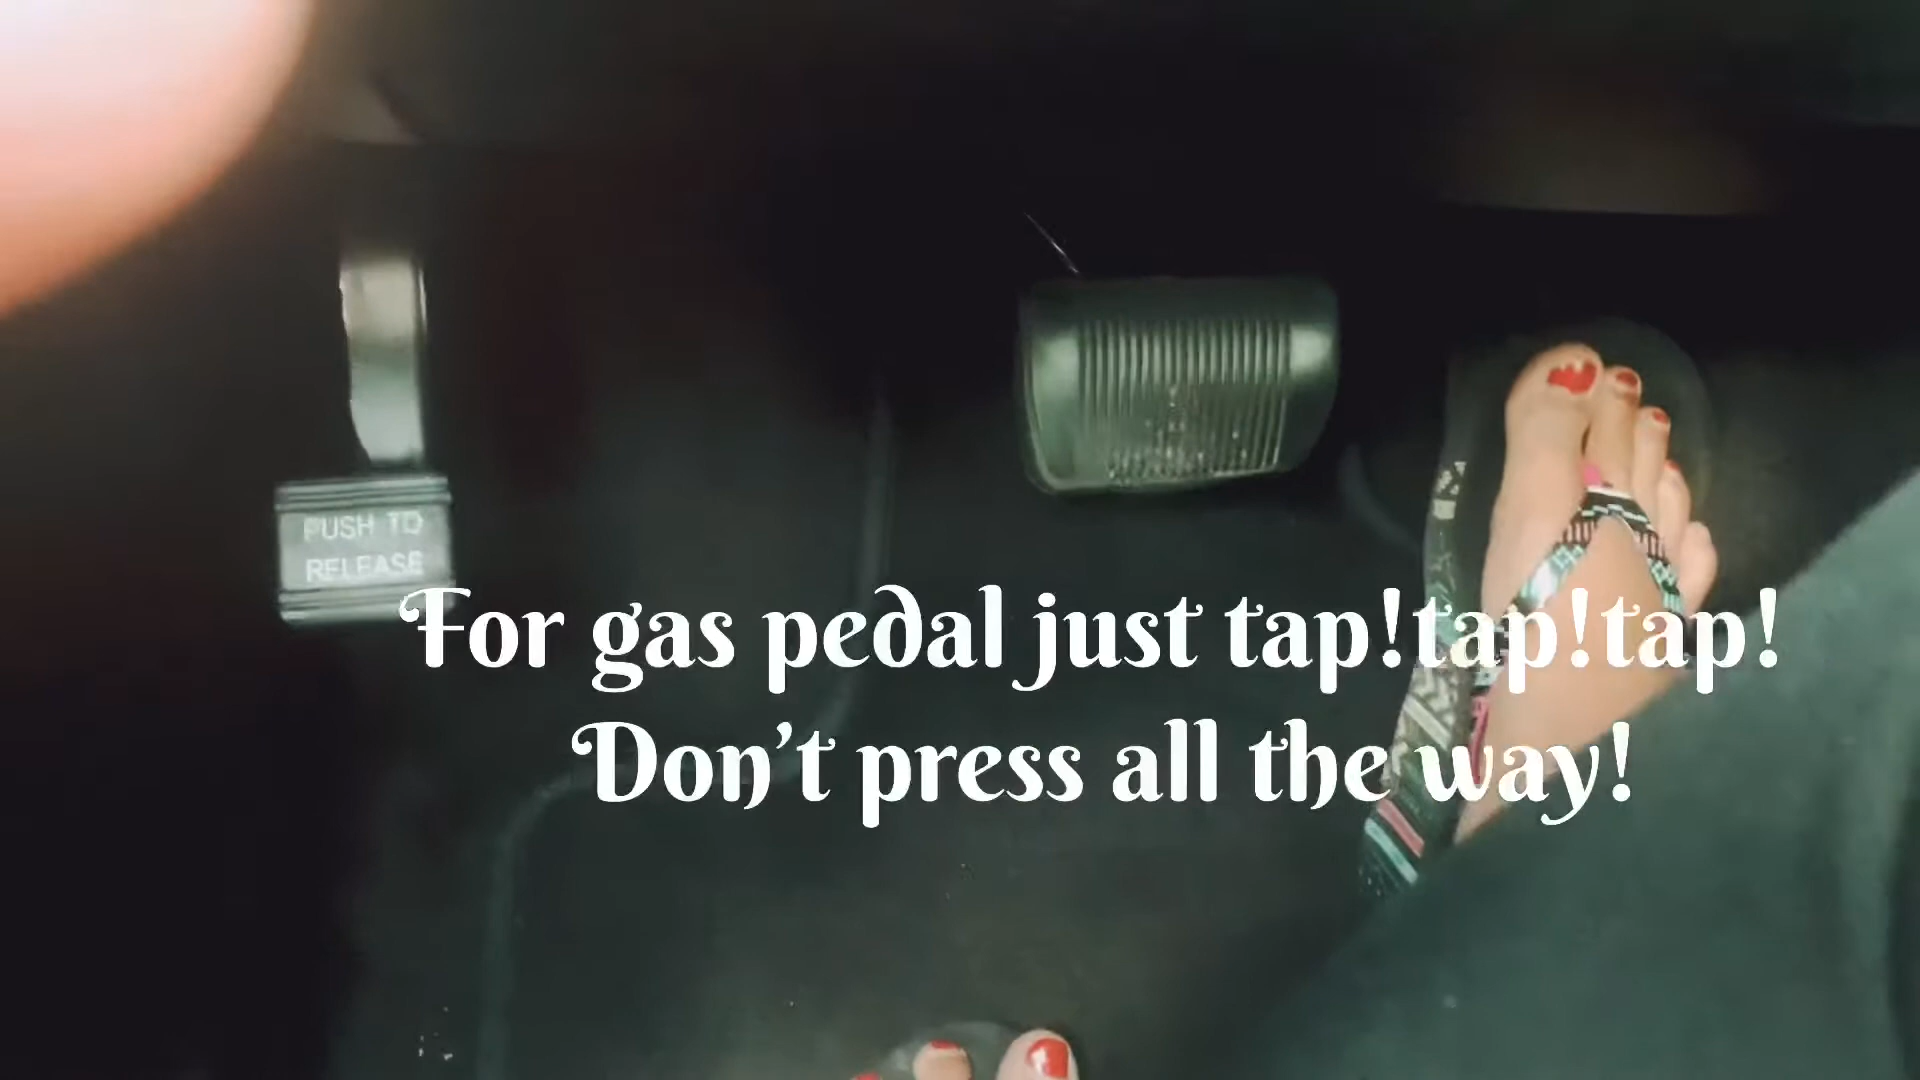 PUSH TO
RELEASE
For gas pedal just tap!tap!tap!
Don't press all the way!